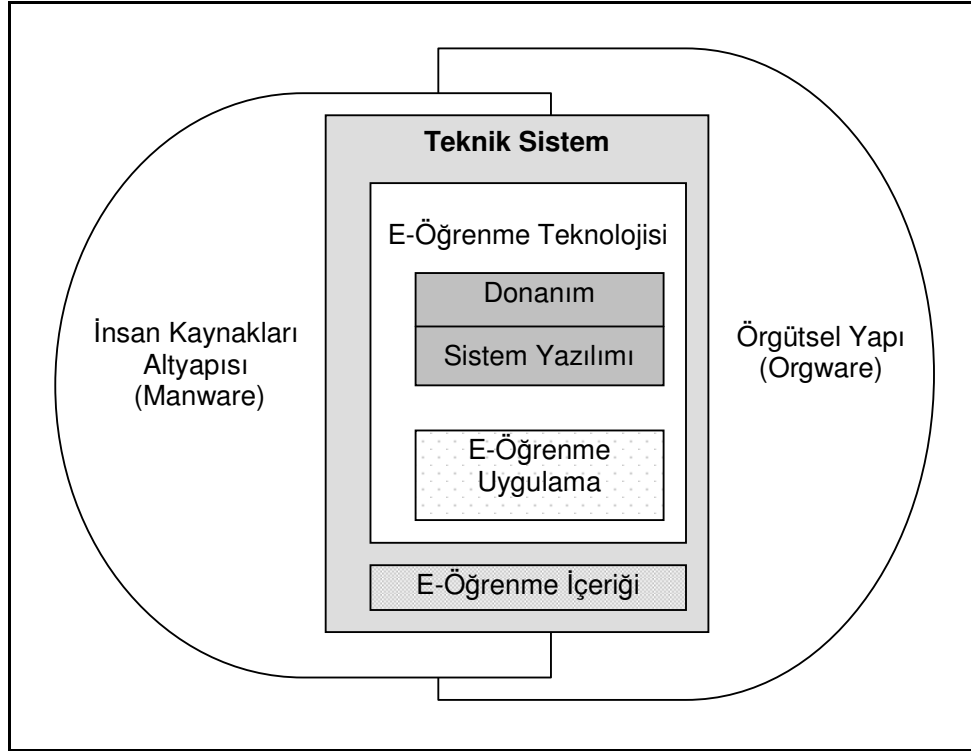 Teknik Sistem
E-Öğrenme Teknolojisi
Donanım
Sistem Yazılımı
E-Öğrenme
Uygulama
E-Öğrenme İçeriği
İnsan Kaynakları
Altyapısı
(Manware)
Örgütsel Yapı
(Orgware)